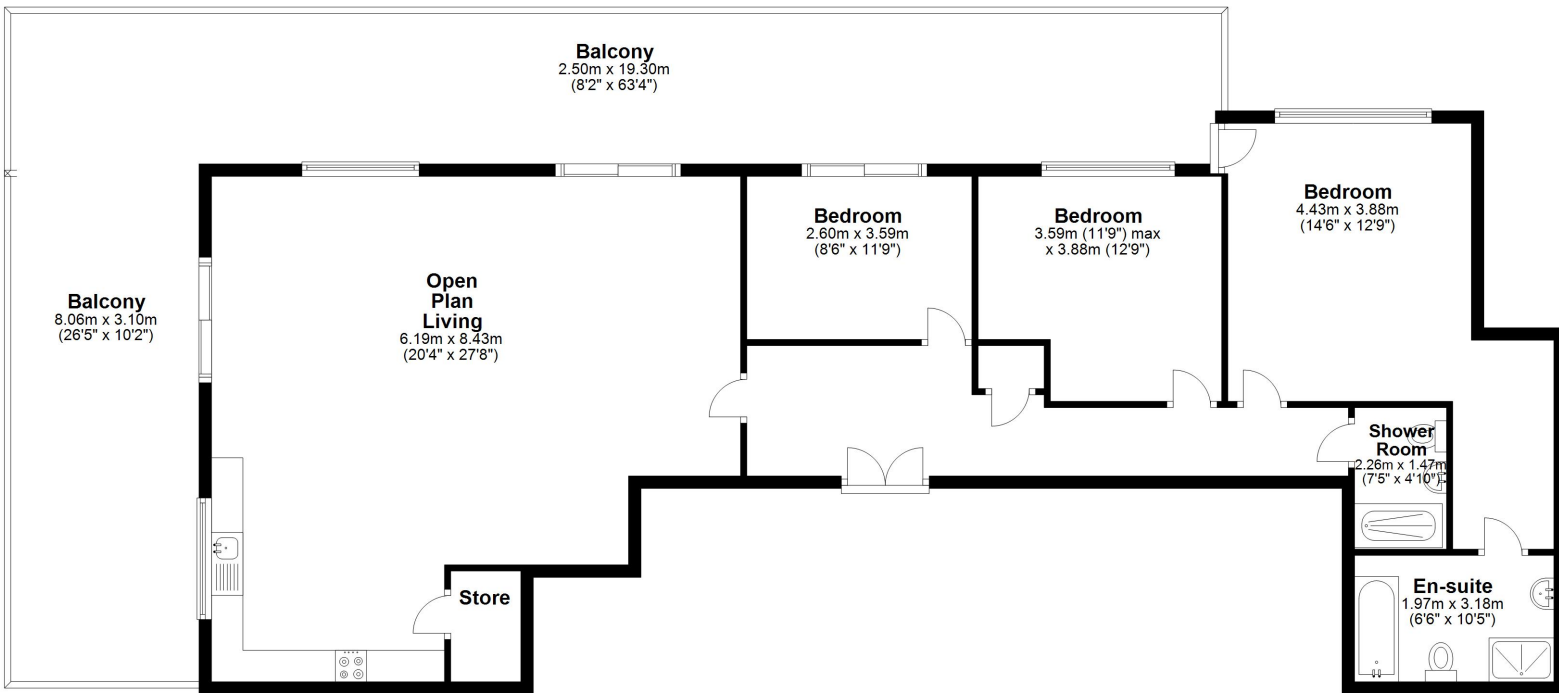 Balcony
2.50m x 19.30m
(8'2" x 63'4")
Bedroom
4.43m x 3.88m
(14'6" x 12'9")
Bedroom
2.60m x 3.59m
(8'6" x 11'9")
Bedroom
3.59m (11'9") max
x 3.88m (12'9")
Open
Plan
Living
6.19m x 8.43m
(20'4" x 27'8")
Balcony
8.06m x 3.10m
(26'5" x 10'2")
Shower
Room
2.26m x 1.47m
(7'5" x 4'10")
Store
En-suite
1.97m x 3.18m
(6'6" x 10'5")